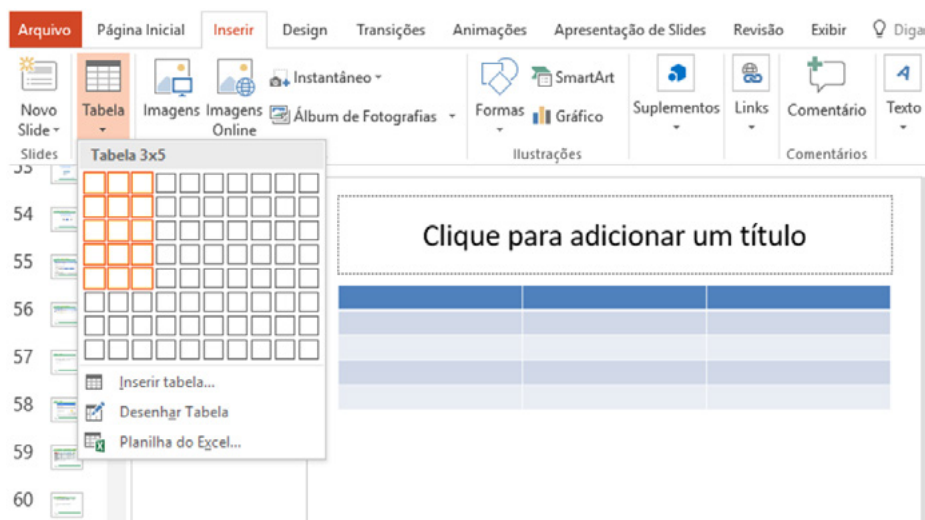 Arquivo Página Inicial Inserir Design Transições Animações Apresentação de Slides Revisão Exibir Diga
Novo Slide
Tabela
Imagens
Imagens Online
Instantâneo
Álbum de Fotografias
Formas
SmartArt
Gráfico
Suplementos
Links
Comentário
Texto
Slides
Ilustrações
Comentários
Tabela 3x5
Inserir tabela...
Desenhar Tabela
Planilha do Excel...
53
54
55
56
57
58
59
60
Clique para adicionar um título